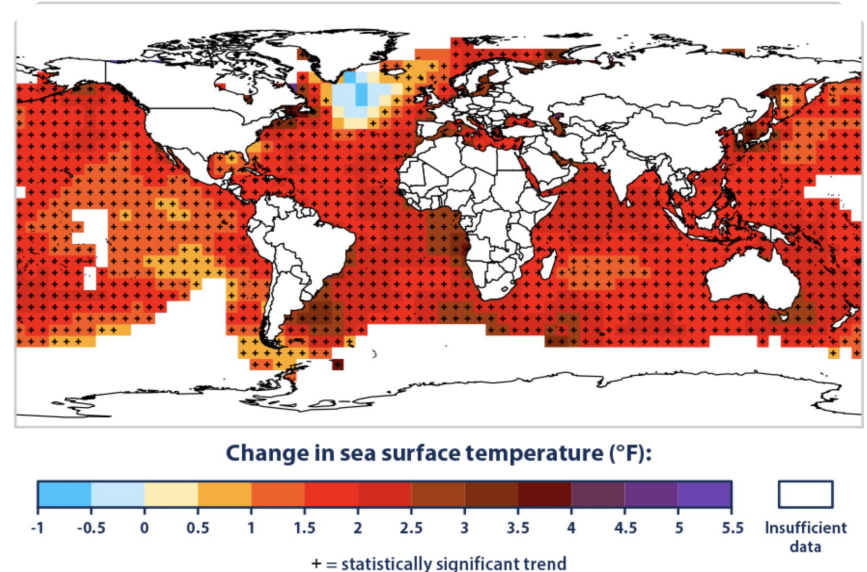 Change in sea surface temperature (°F):
-1 -0.5 0 0.5 1 1.5 2 2.5 3 3.5 4 4.5 5 5.5
Insufficient
data
+ = statistically significant trend